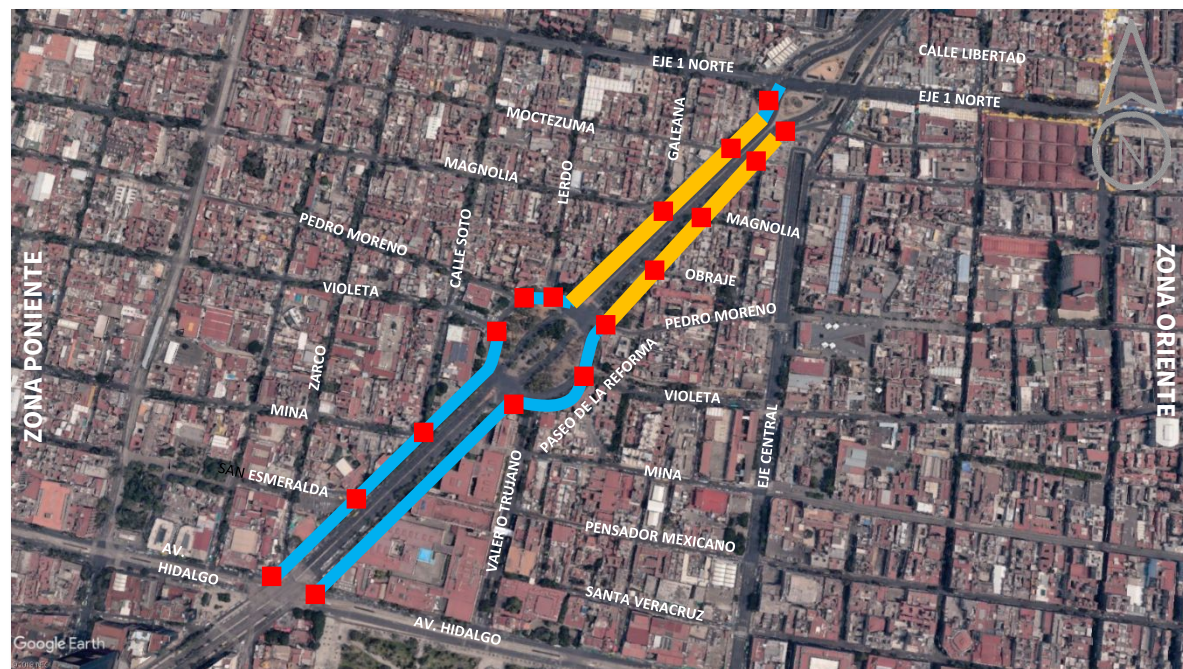 CALLE LIBERTAD
EJE 1 NORTE
EJE 1 NORTE
MOCTEZUMA
GALEANA
MAGNOLIA
LERDO
N
PEDRO MORENO
CALLE SOTO
MAGNOLIA
OBRAJE
VIOLETA
PEDRO MORENO
ZONA PONIENTE
ZONA ORIENTE
ZARCO
PASEO DE LA REFORMA
VIOLETA
MINA
EJE CENTRAL
SAN ESMERALDA
MINA
VALERIO TRUJANO
PENSADOR MEXICANO
AV.
HIDALGO
SANTA VERACRUZ
AV. HIDALGO
Google Earth